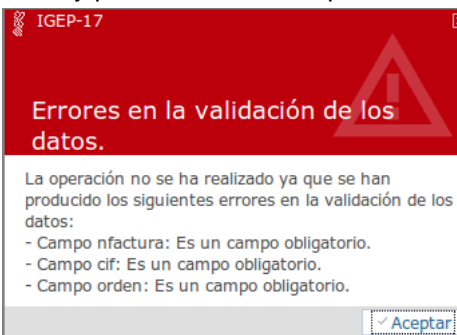 IGEP-17
Errores en la validación de los
datos.
La operación no se ha realizado ya que se han
producido los siguientes errores en la validación de los
datos:
- Campo nfactura: Es un campo obligatorio.
- Campo cif: Es un campo obligatorio.
- Campo orden: Es un campo obligatorio.
Aceptar